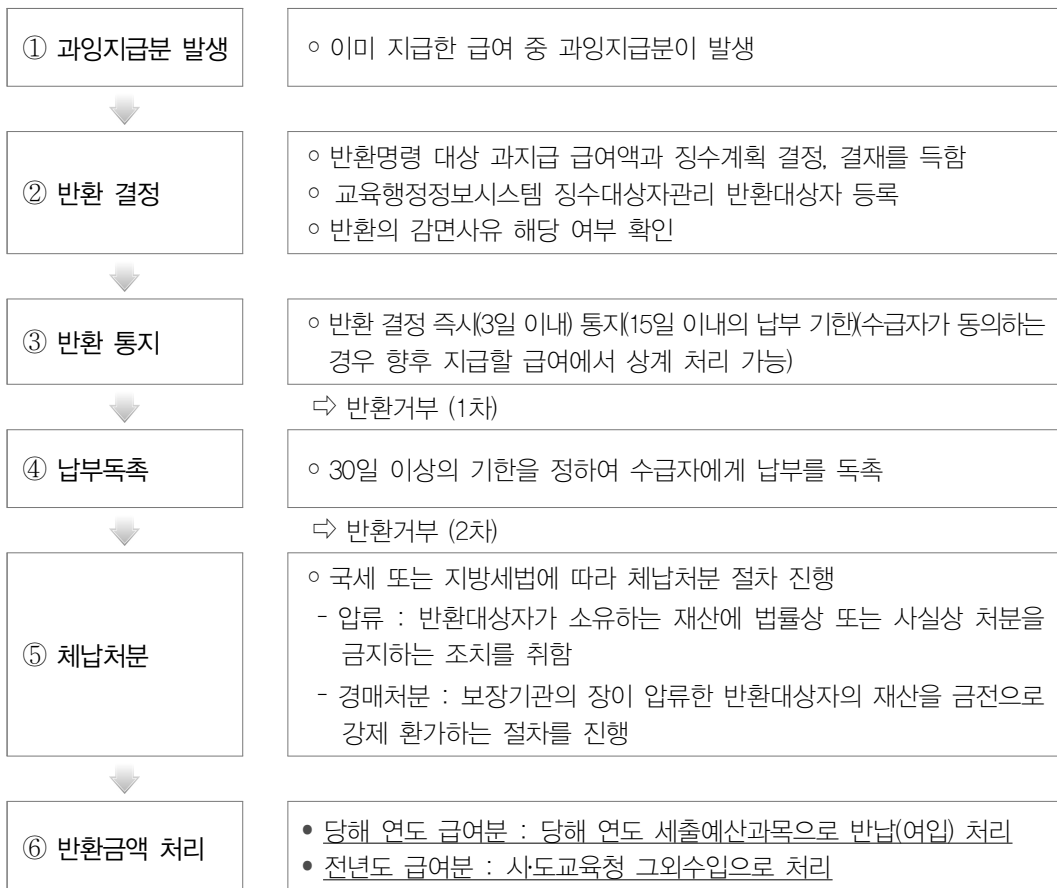 ① 과잉지급분 발생
◦ 이미 지급한 급여 중 과잉지급분이 발생
② 반환 결정
◦ 반환명령 대상 과지급 급여액과 징수계획 결정, 결재를 득함
◦ 교육행정정보시스템 징수대상자관리 반환대상자 등록
◦ 반환의 감면사유 해당 여부 확인
③ 반환 통지
◦ 반환 결정 즉시(3일 이내) 통지(15일 이내의 납부 기한)(수급자가 동의하는
경우 향후 지급할 급여에서 상계 처리 가능)
⇨ 반환거부 (1차)
④ 납부독촉
◦ 30일 이상의 기한을 정하여 수급자에게 납부를 독촉
⇨ 반환거부 (2차)
⑤ 체납처분
◦ 국세 또는 지방세법에 따라 체납처분 절차 진행
- 압류 : 반환대상자가 소유하는 재산에 법률상 또는 사실상 처분을
금지하는 조치를 취함
- 경매처분 : 보장기관의 장이 압류한 반환대상자의 재산을 금전으로
강제 환가하는 절차를 진행
⑥ 반환금액 처리
• 당해 연도 급여분 : 당해 연도 세출예산과목으로 반납(여입) 처리
• 전년도 급여분 : 시·도교육청 그외수입으로 처리